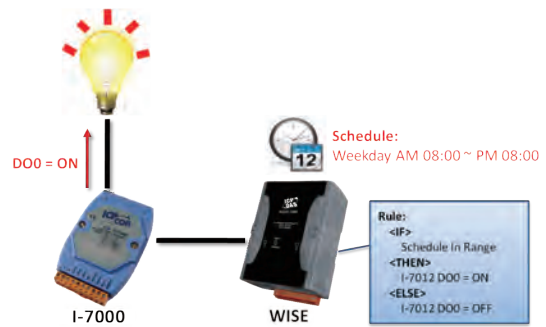 DO0 = ON
Schedule:
Weekday AM 08:00 ~ PM 08:00
12
Rule:
<IF>
Schedule In Range
<THEN>
I-7012 DO0 = ON
<ELSE>
I-7012 DO0 = OFF
I-7000
WISE